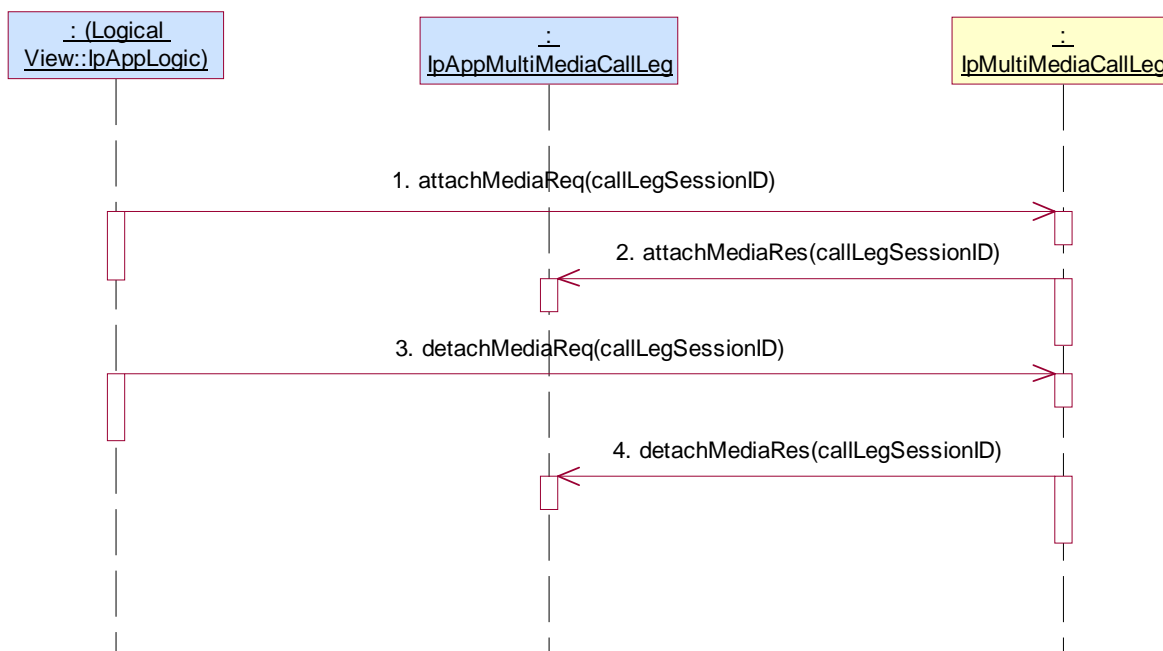 : (Logical
View::IpAppLogic)
:
IpAppMultiMediaCallLeg
:
IpMultiMediaCallLeg
1. attachMediaReq(callLegSessionID)
2. attachMediaRes(callLegSessionID)
3. detachMediaReq(callLegSessionID)
4. detachMediaRes(callLegSessionID)